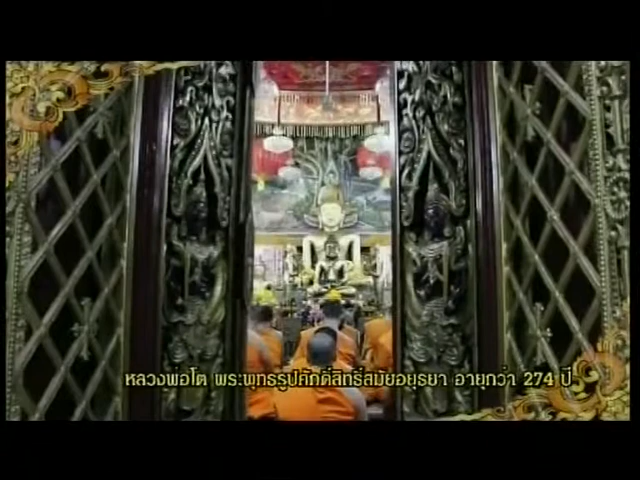 หลวงพ่อโต พระพุทธรูปศักดิ์สิทธิ์สมัยอยุธยา อายุกว่า 274 ปี